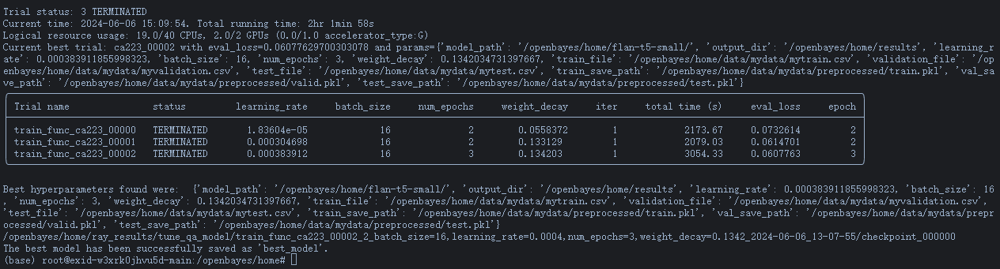 Trial status: 3 TERMINATED
Current time: 2024-06-06 15:09:54. Total running time: 2hr 1min 58s
Logical resource usage: 19.0/40 CPUs, 2.0/2 GPUs (0.0/1.0 accelerator_type:G)
Current best trial: ca223_00002 with eval_loss=0.06077629700303078 and params={'model_path': '/openbayes/home/flan-t5-small/', 'output_dir': '/openbayes/home/results', 'learning_r
ate': 0.000383911855998323, 'batch_size': 16, 'num_epochs': 3, 'weight_decay': 0.1342034731397667, 'train_file': '/openbayes/home/data/mydata/mytrain.csv', 'validation_file': '/op
enbayes/home/data/mydata/myvalidation.csv', 'test_file': '/openbayes/home/data/mydata/mytest.csv', 'train_save_path': '/openbayes/home/data/mydata/preprocessed/train.pkl', 'val_sa
ve_path': '/openbayes/home/data/mydata/preprocessed/valid.pkl', 'test_save_path': '/openbayes/home/data/mydata/preprocessed/test.pkl'}
Trial name status learning_rate batch_size num_epochs weight_decay iter total time (s) eval_loss epoch
train_func_ca223_00000 TERMINATED 1.83604e-05 16 2 0.0558372 1 2173.67 0.0732614 2
train_func_ca223_00001 TERMINATED 0.000304698 16 2 0.133129 1 2079.03 0.0614701 2
train_func_ca223_00002 TERMINATED 0.000383912 16 3 0.134203 1 3054.33 0.0607763 3
Best hyperparameters found were:  {'model_path': '/openbayes/home/flan-t5-small/', 'output_dir': '/openbayes/home/results', 'learning_rate': 0.000383911855998323, 'batch_size': 16
, 'num_epochs': 3, 'weight_decay': 0.1342034731397667, 'train_file': '/openbayes/home/data/mydata/mytrain.csv', 'validation_file': '/openbayes/home/data/mydata/myvalidation.csv',
'test_file': '/openbayes/home/data/mydata/mytest.csv', 'train_save_path': '/openbayes/home/data/mydata/preprocessed/train.pkl', 'val_save_path': '/openbayes/home/data/mydata/prepr
ocessed/valid.pkl', 'test_save_path': '/openbayes/home/data/mydata/preprocessed/test.pkl'}
/openbayes/home/ray_results/tune_qa_model/train_func_ca223_00002_2_batch_size=16,learning_rate=0.0004,num_epochs=3,weight_decay=0.1342_2024-06-06_13-07-55/checkpoint_000000
The best model has been successfully saved as 'best_model'.
(base) root@exid-w3xrk0jhvu5d-main:/openbayes/home#